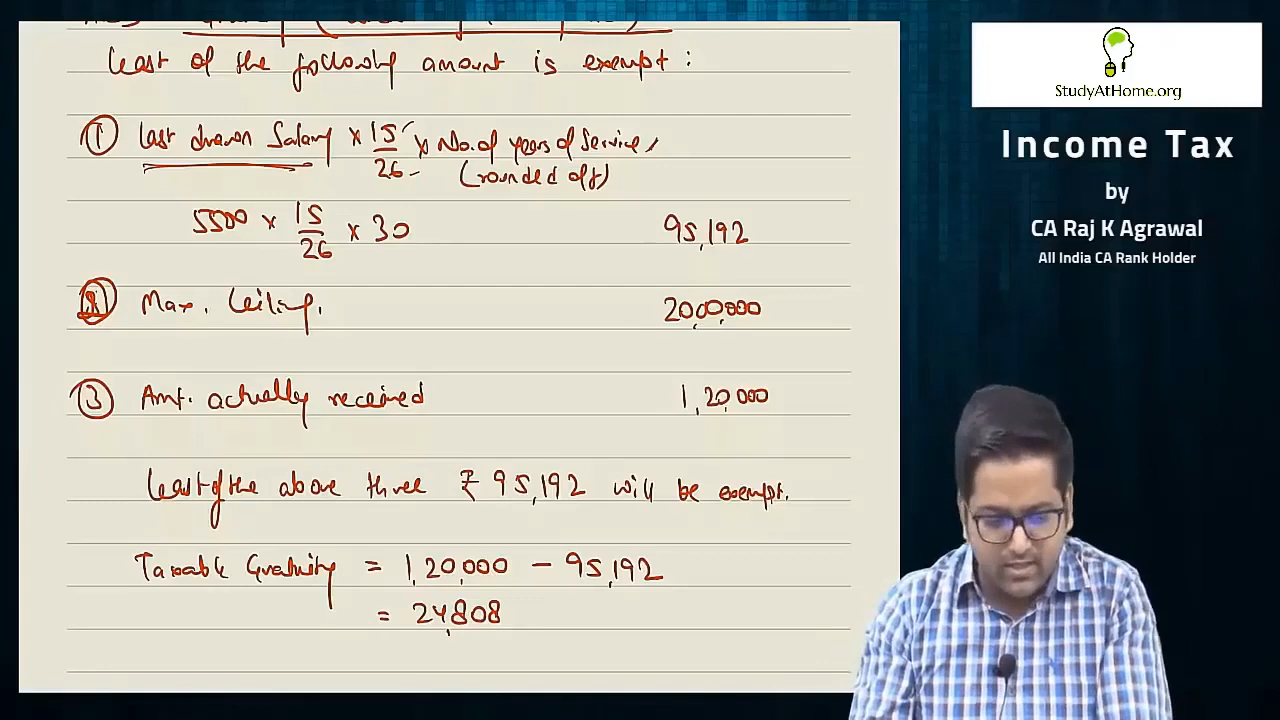 least of the following amount is exempt :
① last drawn Salary × 15/26 × No. of years of Service
(rounded off)
5500 × 15/26 × 30 95,192
② Max. Ceiling. 20,00,000
③ Amt. actually received 1,20,000
Least of the above three ₹ 95,192 will be exempt.
Taxable Gratuity = 1,20,000 - 95,192
= 24,808
StudyAtHome.org
Income Tax
by
CA Raj K Agrawal
All India CA Rank Holder